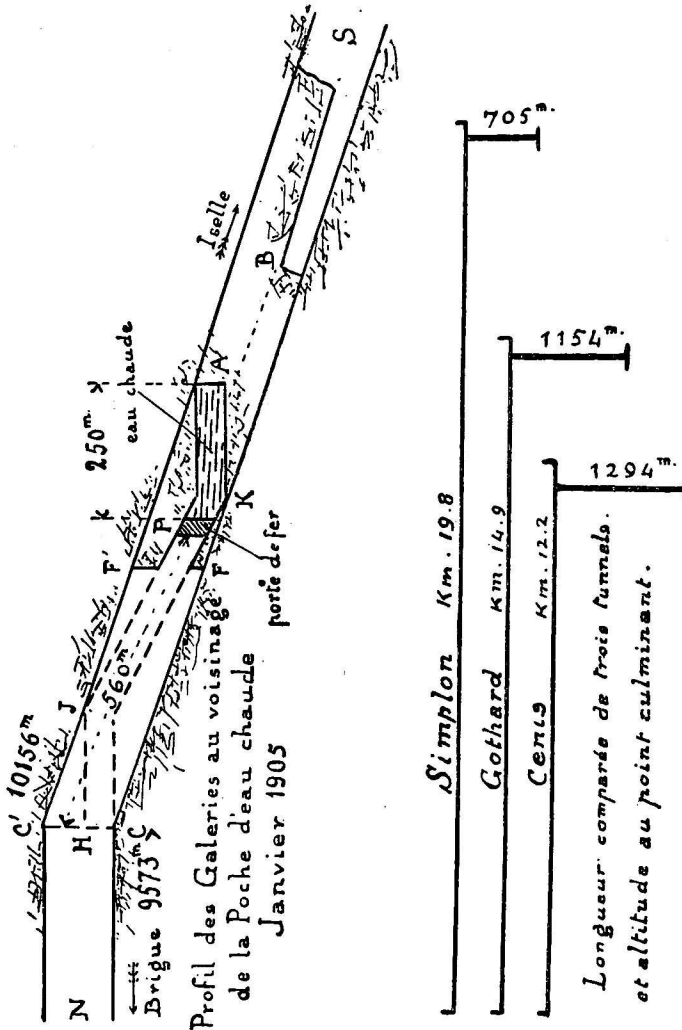 C' 10156m
J
F'
k
250m.
eau chaude
Iselle
S
N
H
C
560m
P
F
K
A
B
E
Brigue 9573m
porte de fer
Profil des Galeries au voisinage
de la Poche d'eau chaude
Janvier 1905
Simplon Km. 19.8
705m.
Gothard Km. 14.9
1154m.
Cenis Km. 12.2
1294m.
Longueur comparée de trois tunnels.
et altitude au point culminant.